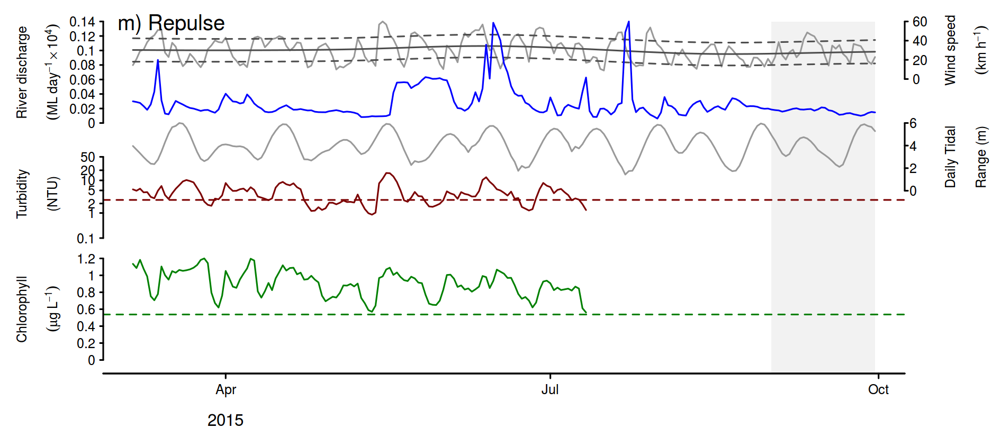 m) Repulse
River discharge
(ML day⁻¹ × 10⁴)
0.14
0.12
0.1
0.08
0.06
0.04
0.02
0
Wind speed
(km h⁻¹)
60
40
20
0
Daily Tidal
Range (m)
6
4
2
0
Turbidity
(NTU)
50
20
10
5
2
1
0.1
Chlorophyll
(µg L⁻¹)
1.2
1
0.8
0.6
0.4
0.2
0
Apr
Jul
Oct
2015